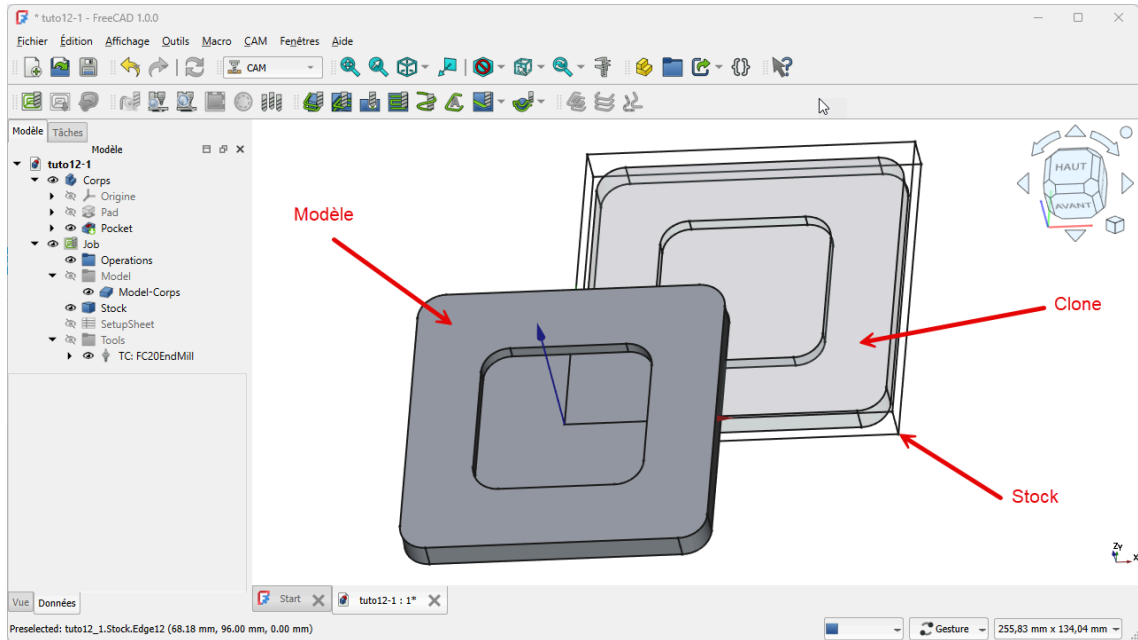 * tuto12-1 - FreeCAD 1.0.0
Fichier Édition Affichage Outils Macro CAM Fenêtres Aide
CAM
Modèle Tâches
Modèle
tuto12-1
Corps
Origine
Pad
Pocket
Job
Operations
Model
Model-Corps
Stock
SetupSheet
Tools
TC: FC20EndMill
Modèle
Clone
Stock
HAUT
AVANT
Z Y
X
Vue Données
Start tuto12-1 : 1*
Preselected: tuto12_1.Stock.Edge12 (68.18 mm, 96.00 mm, 0.00 mm)
Gesture 255,83 mm x 134,04 mm